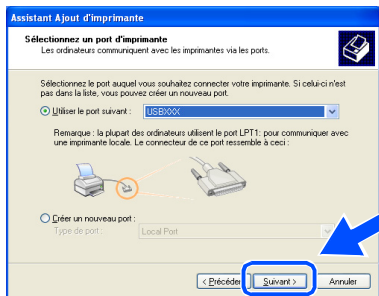 Assistant Ajout d'imprimante
Sélectionnez un port d'imprimante
Les ordinateurs communiquent avec les imprimantes via les ports.
Sélectionnez le port auquel vous souhaitez connecter votre imprimante. Si celui-ci n'est
pas dans la liste, vous pouvez créer un nouveau port.
Utiliser le port suivant : USBXXX
Remarque : la plupart des ordinateurs utilisent le port LPT1: pour communiquer avec
une imprimante locale. Le connecteur de ce port ressemble à ceci :
Créer un nouveau port :
Type de port : Local Port
< Précéden Suivant > Annuler